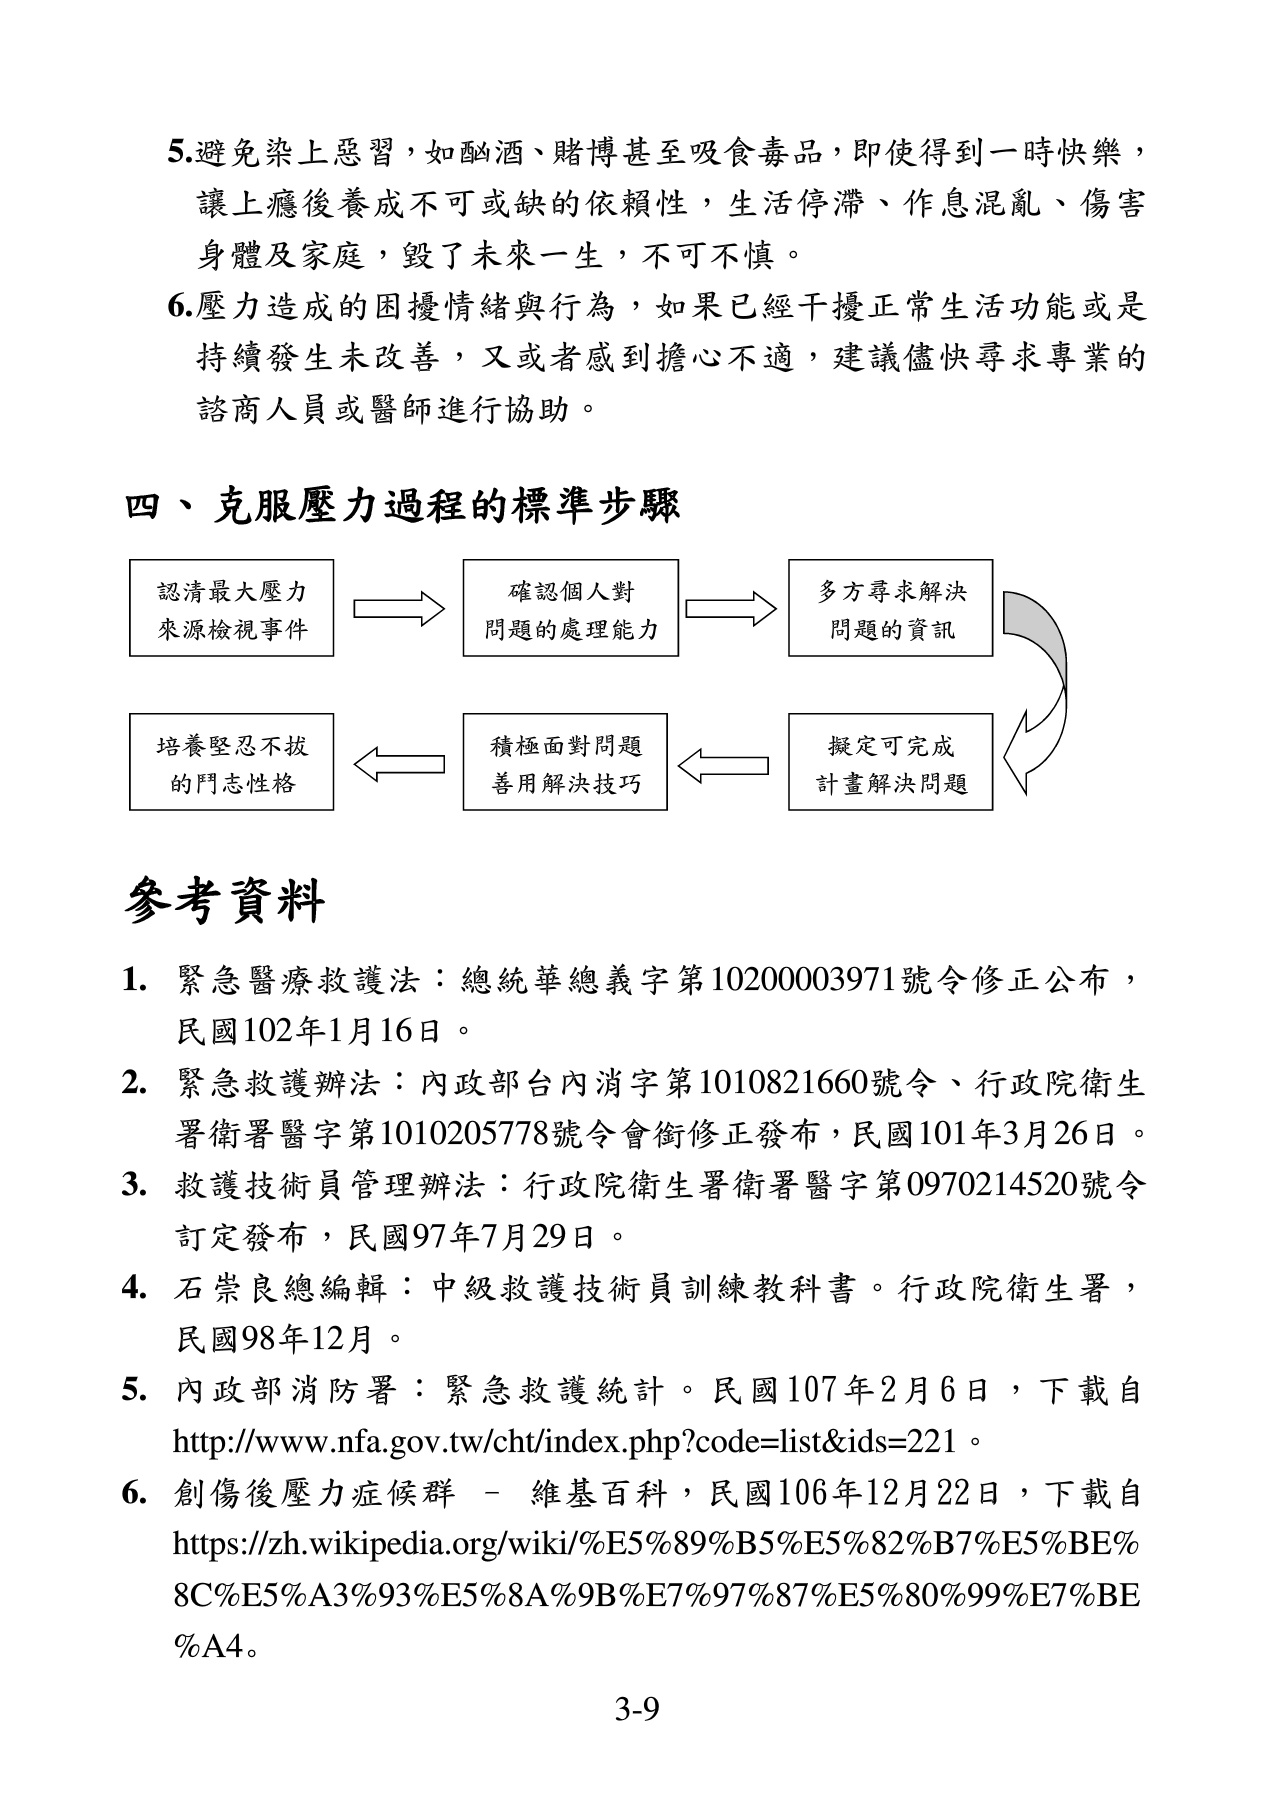 5.避免染上惡習，如酗酒、賭博甚至吸食毒品，即使得到一時快樂，
讓上癮後養成不可或缺的依賴性，生活停滯、作息混亂、傷害
身體及家庭，毀了未來一生，不可不慎。
6.壓力造成的困擾情緒與行為，如果已經干擾正常生活功能或是
持續發生未改善，又或者感到擔心不適，建議儘快尋求專業的
諮商人員或醫師進行協助。
四、克服壓力過程的標準步驟
認清最大壓力
來源檢視事件
確認個人對
問題的處理能力
多方尋求解決
問題的資訊
擬定可完成
計畫解決問題
積極面對問題
善用解決技巧
培養堅忍不拔
的鬥志性格
參考資料
1. 緊急醫療救護法：總統華總義字第10200003971號令修正公布，
民國102年1月16日。
2. 緊急救護辦法：內政部台內消字第1010821660號令、行政院衛生
署衛署醫字第1010205778號令會銜修正發布，民國101年3月26日。
3. 救護技術員管理辦法：行政院衛生署衛署醫字第0970214520號令
訂定發布，民國97年7月29日。
4. 石崇良總編輯：中級救護技術員訓練教科書。行政院衛生署，
民國98年12月。
5. 內政部消防署：緊急救護統計。民國107年2月6日，下載自
http://www.nfa.gov.tw/cht/index.php?code=list&ids=221。
6. 創傷後壓力症候群 – 維基百科，民國106年12月22日，下載自
https://zh.wikipedia.org/wiki/%E5%89%B5%E5%82%B7%E5%BE%
8C%E5%A3%93%E5%8A%9B%E7%97%87%E5%80%99%E7%BE
%A4。
3-9